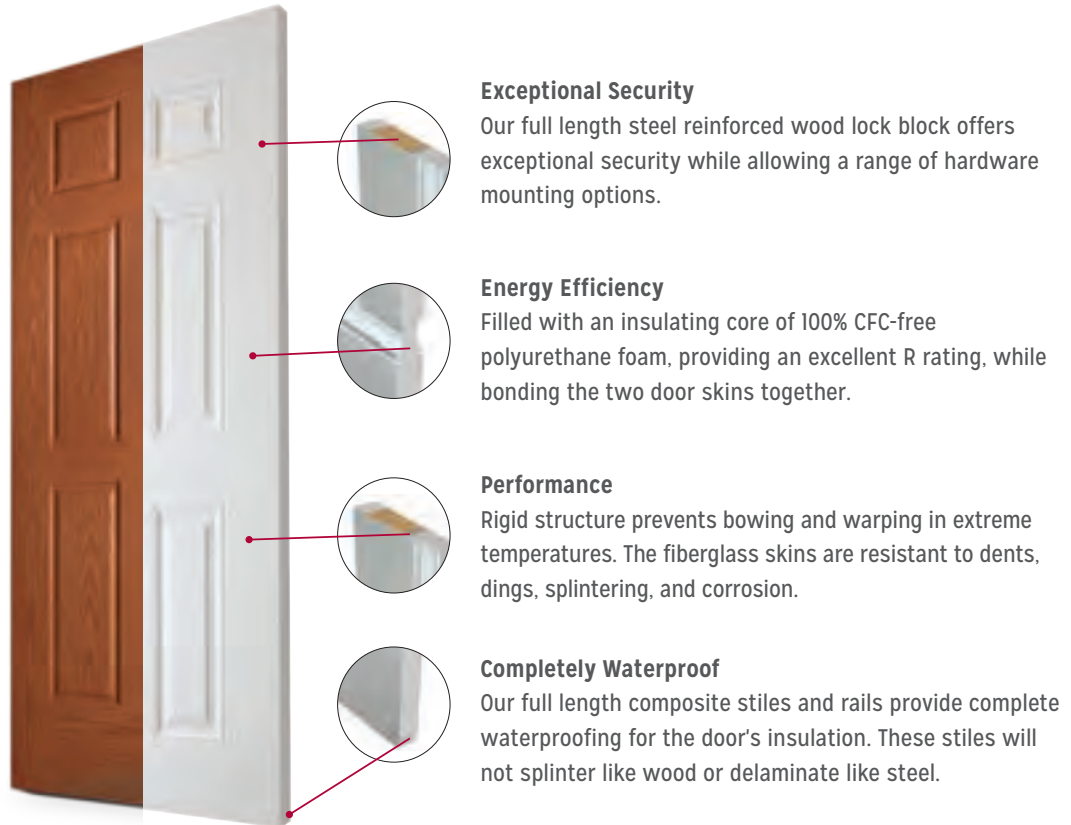 Exceptional Security
Our full length steel reinforced wood lock block offers
exceptional security while allowing a range of hardware
mounting options.
Energy Efficiency
Filled with an insulating core of 100% CFC-free
polyurethane foam, providing an excellent R rating, while
bonding the two door skins together.
Performance
Rigid structure prevents bowing and warping in extreme
temperatures. The fiberglass skins are resistant to dents,
dings, splintering, and corrosion.
Completely Waterproof
Our full length composite stiles and rails provide complete
waterproofing for the door's insulation. These stiles will
not splinter like wood or delaminate like steel.